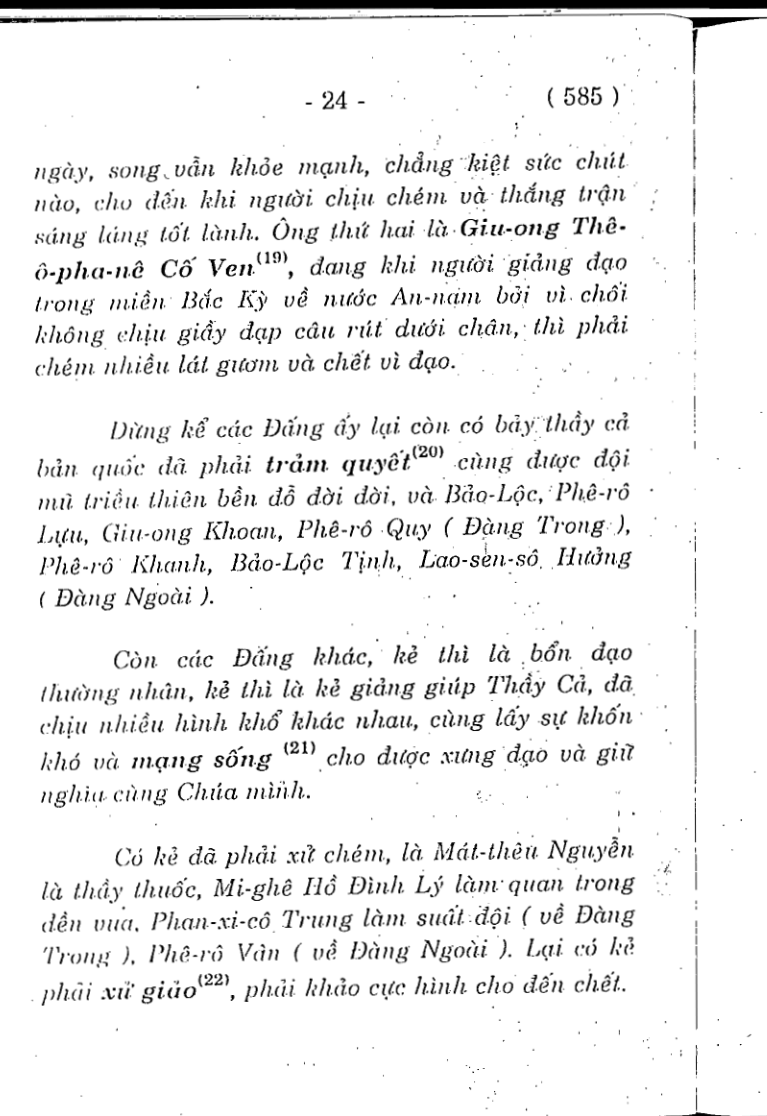 - 24 - ( 585 )
ngày, song vẫn khỏe mạnh, chẳng kiệt sức chút
nào, cho đến khi người chịu chém và thắng trận
sáng láng tốt lành. Ông thứ hai là Giu-ong Thê-
ô-pha-nê Cố Ven(19), đang khi người giảng đạo
trong miền Bắc Kỳ về nước An-nam bởi vì chối
không chịu giầy đạp câu rút dưới chân, thì phải
chém nhiều lát gươm và chết vì đạo.
Dừng kể các Đấng ấy lại còn có bảy thầy cả
bản quốc đã phải trảm quyết(20) cùng được đội
mũ triều thiên bền đỗ đời đời, và Bảo-Lộc, Phê-rô
Lựu, Giu-ong Khoan, Phê-rô Quy ( Đàng Trong ),
Phê-rô Khanh, Bảo-Lộc Tịnh, Lao-sen-sô Hưởng
( Đàng Ngoài ).
Còn các Đấng khác, kẻ thì là bổn đạo
thường nhân, kẻ thì là kẻ giảng giúp Thầy Cả, đã
chịu nhiều hình khổ khác nhau, cùng lấy sự khốn
khó và mạng sống (21) cho được xưng đạo và giữ
nghĩa cùng Chúa mình.
Có kẻ đã phải xử chém, là Mát-thêu Nguyễn
là thầy thuốc, Mi-ghê Hồ Đình Lý làm quan trong
đền vua, Phan-xi-cô Trung làm suất đội ( về Đàng
Trong ), Phê-rô Vân ( về Đàng Ngoài ). Lại có kẻ
phải xử giảo(22), phải khảo cực hình cho đến chết.